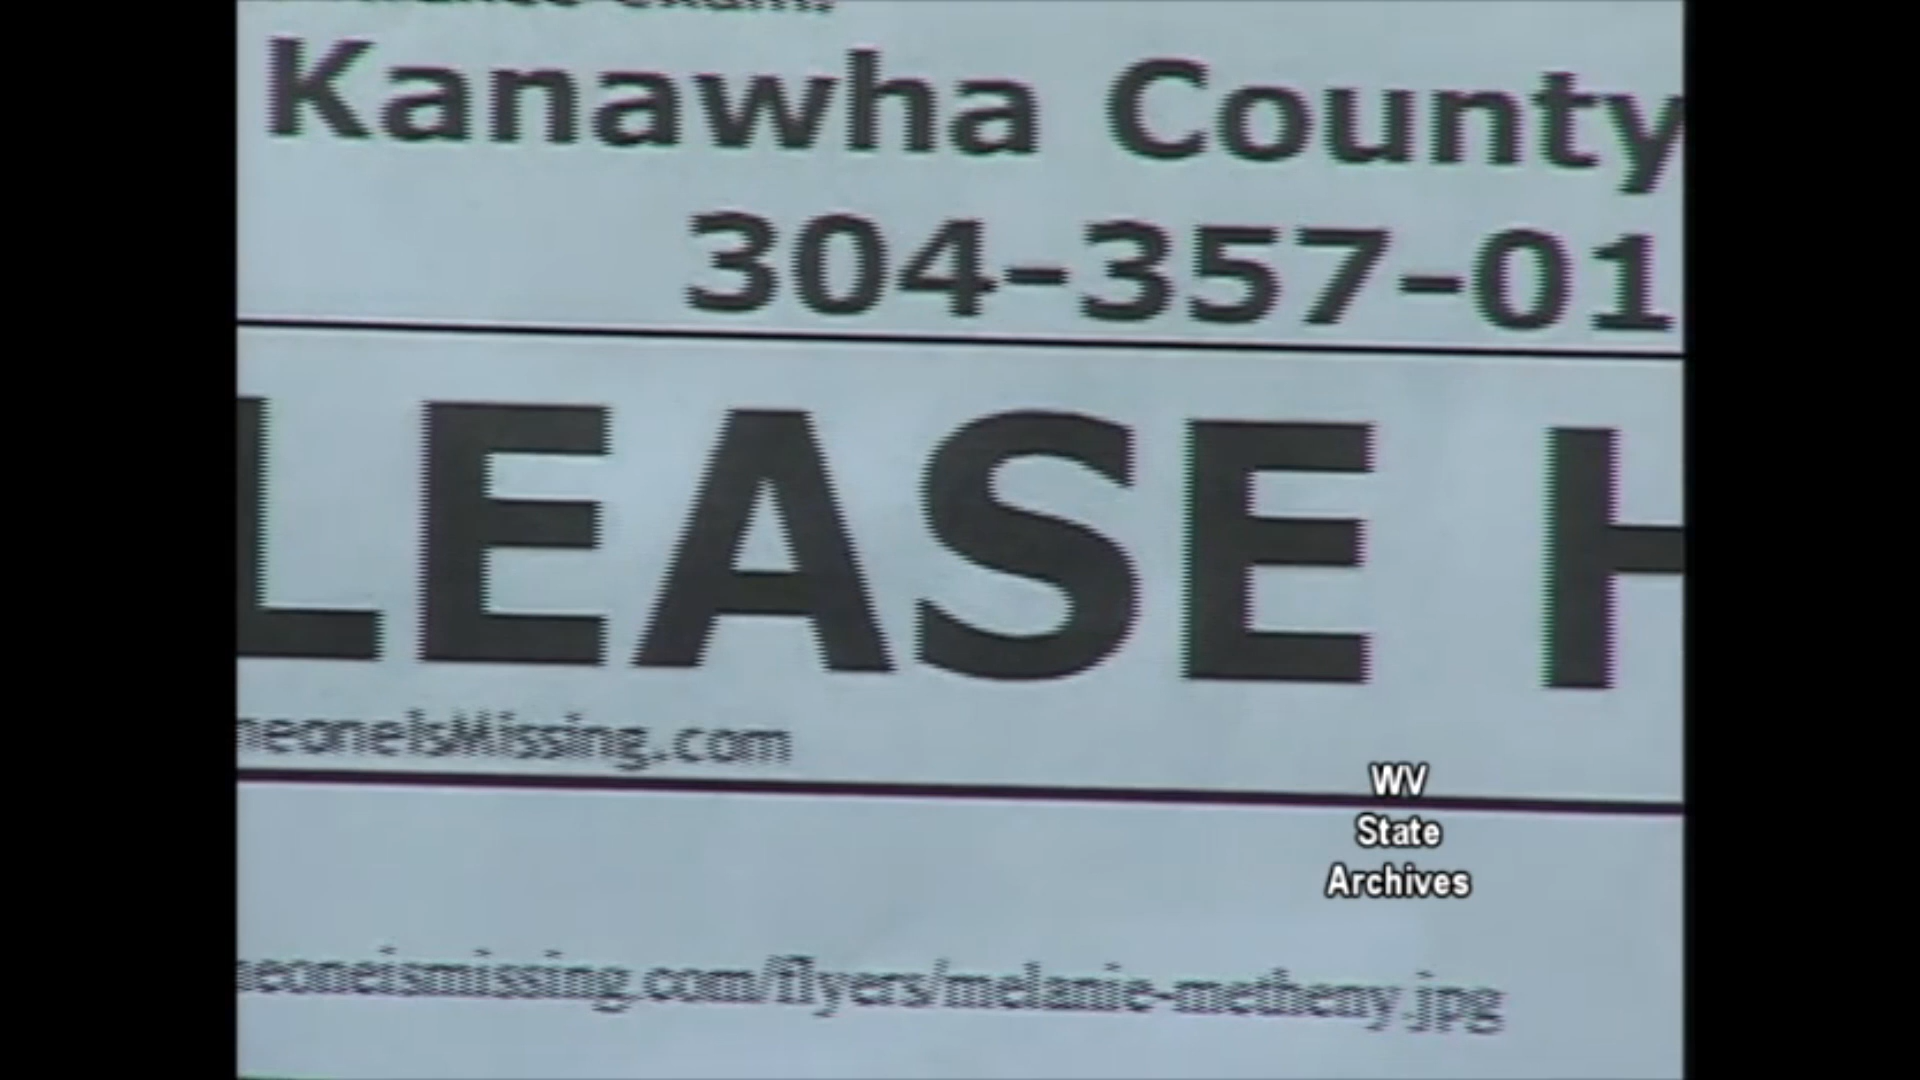 Kanawha County
304-357-01
LEASE H
neoneIsMissing.com
WV
State
Archives
neoneismissing.com/flyers/melanie-metheny.jpg